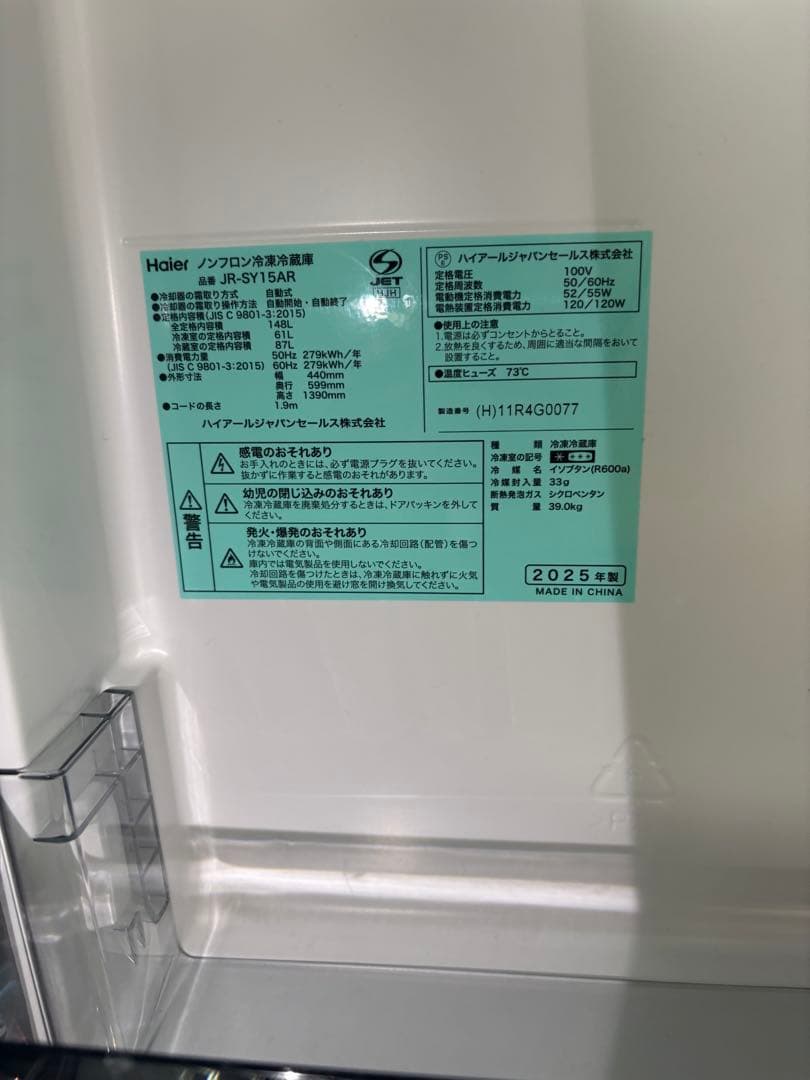 Haier ノンフロン冷凍冷蔵庫
品番 JR-SY15AR
JET
●冷却器の霜取り方式 自動式
●冷却器の霜取り操作方法 自動開始・自動終了
●定格内容積(JIS C 9801-3:2015)
全定格内容積 148L
冷凍室の定格内容積 61L
冷蔵室の定格内容積 87L
●消費電力量 50Hz 279kWh/年
(JIS C 9801-3:2015) 60Hz 279kWh/年
●外形寸法 幅 440mm
奥行 599mm
高さ 1390mm
●コードの長さ 1.9m
ハイアールジャパンセールス株式会社
PS E ハイアールジャパンセールス株式会社
定格電圧 100V
定格周波数 50/60Hz
電動機定格消費電力 52/55W
電熱装置定格消費電力 120/120W
●使用上の注意
1.電源は必ずコンセントからとること。
2.放熱を良くするため、周囲に適当な間隔をおいて
設置すること。
●温度ヒューズ 73℃
製造番号 (H)11R4G0077
警告
感電のおそれあり
お手入れのときには、必ず電源プラグを抜いてください。
抜かずに作業すると感電のおそれがあります。
幼児の閉じ込めのおそれあり
冷凍冷蔵庫を廃棄処分するときは、ドアパッキンを外して
ください。
発火・爆発のおそれあり
冷凍冷蔵庫の背面や側面にある冷却回路(配管)を傷つ
けないでください。
庫内では電気製品を使用しないでください。
冷却回路を傷つけたときは、冷凍冷蔵庫に触れずに火気
や電気製品の使用を避け窓を開け換気してください。
種類 冷凍冷蔵庫
冷凍室の記号
冷媒名 イソブタン(R600a)
冷媒封入量 33g
断熱発泡ガス シクロペンタン
質量 39.0kg
2025年製
MADE IN CHINA